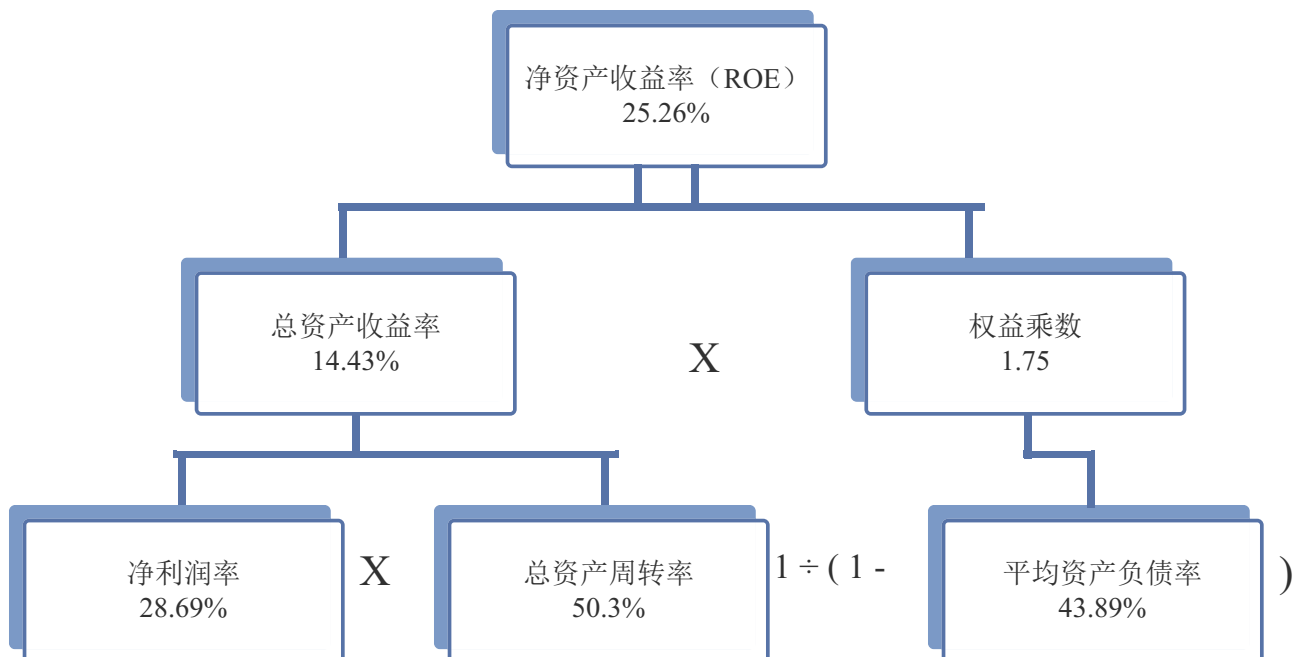 净资产收益率（ROE）
25.26%
总资产收益率
14.43%
X
权益乘数
1.75
净利润率
28.69%
X
总资产周转率
50.3%
1 ÷ ( 1 -
平均资产负债率
43.89%
)